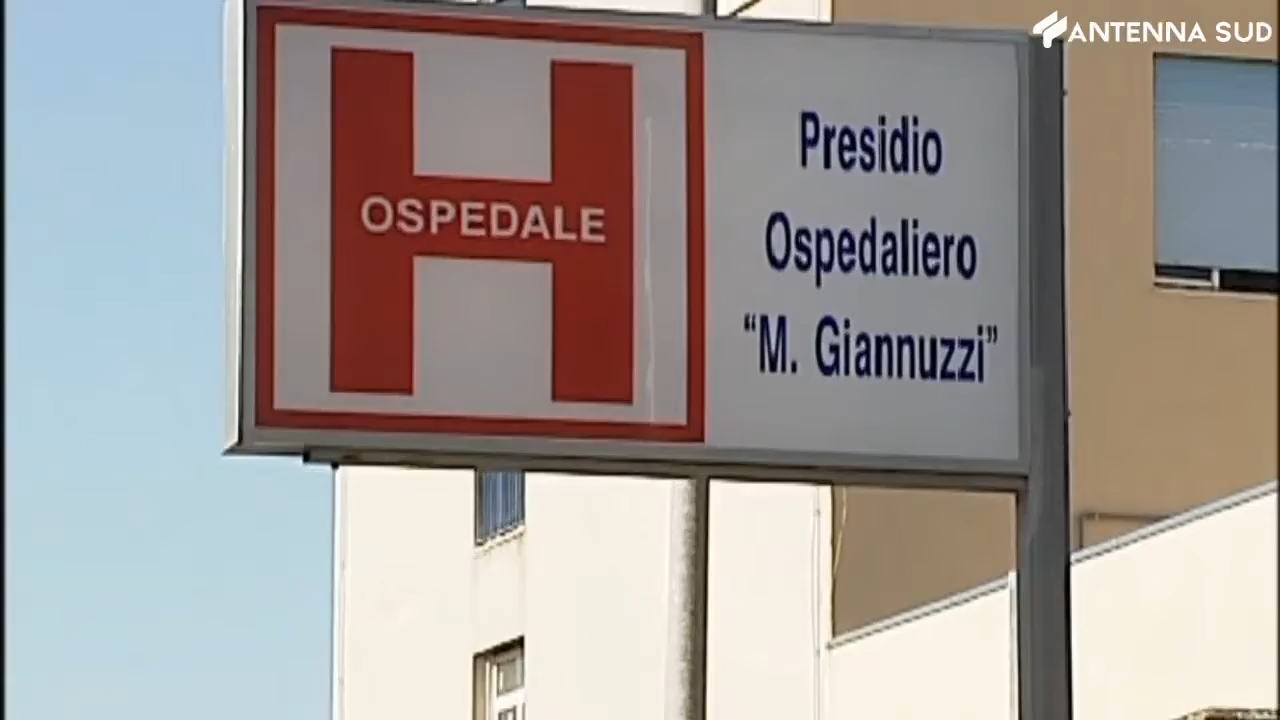 ANTENNA SUD
H
OSPEDALE
Presidio
Ospedaliero
“M. Giannuzzi”